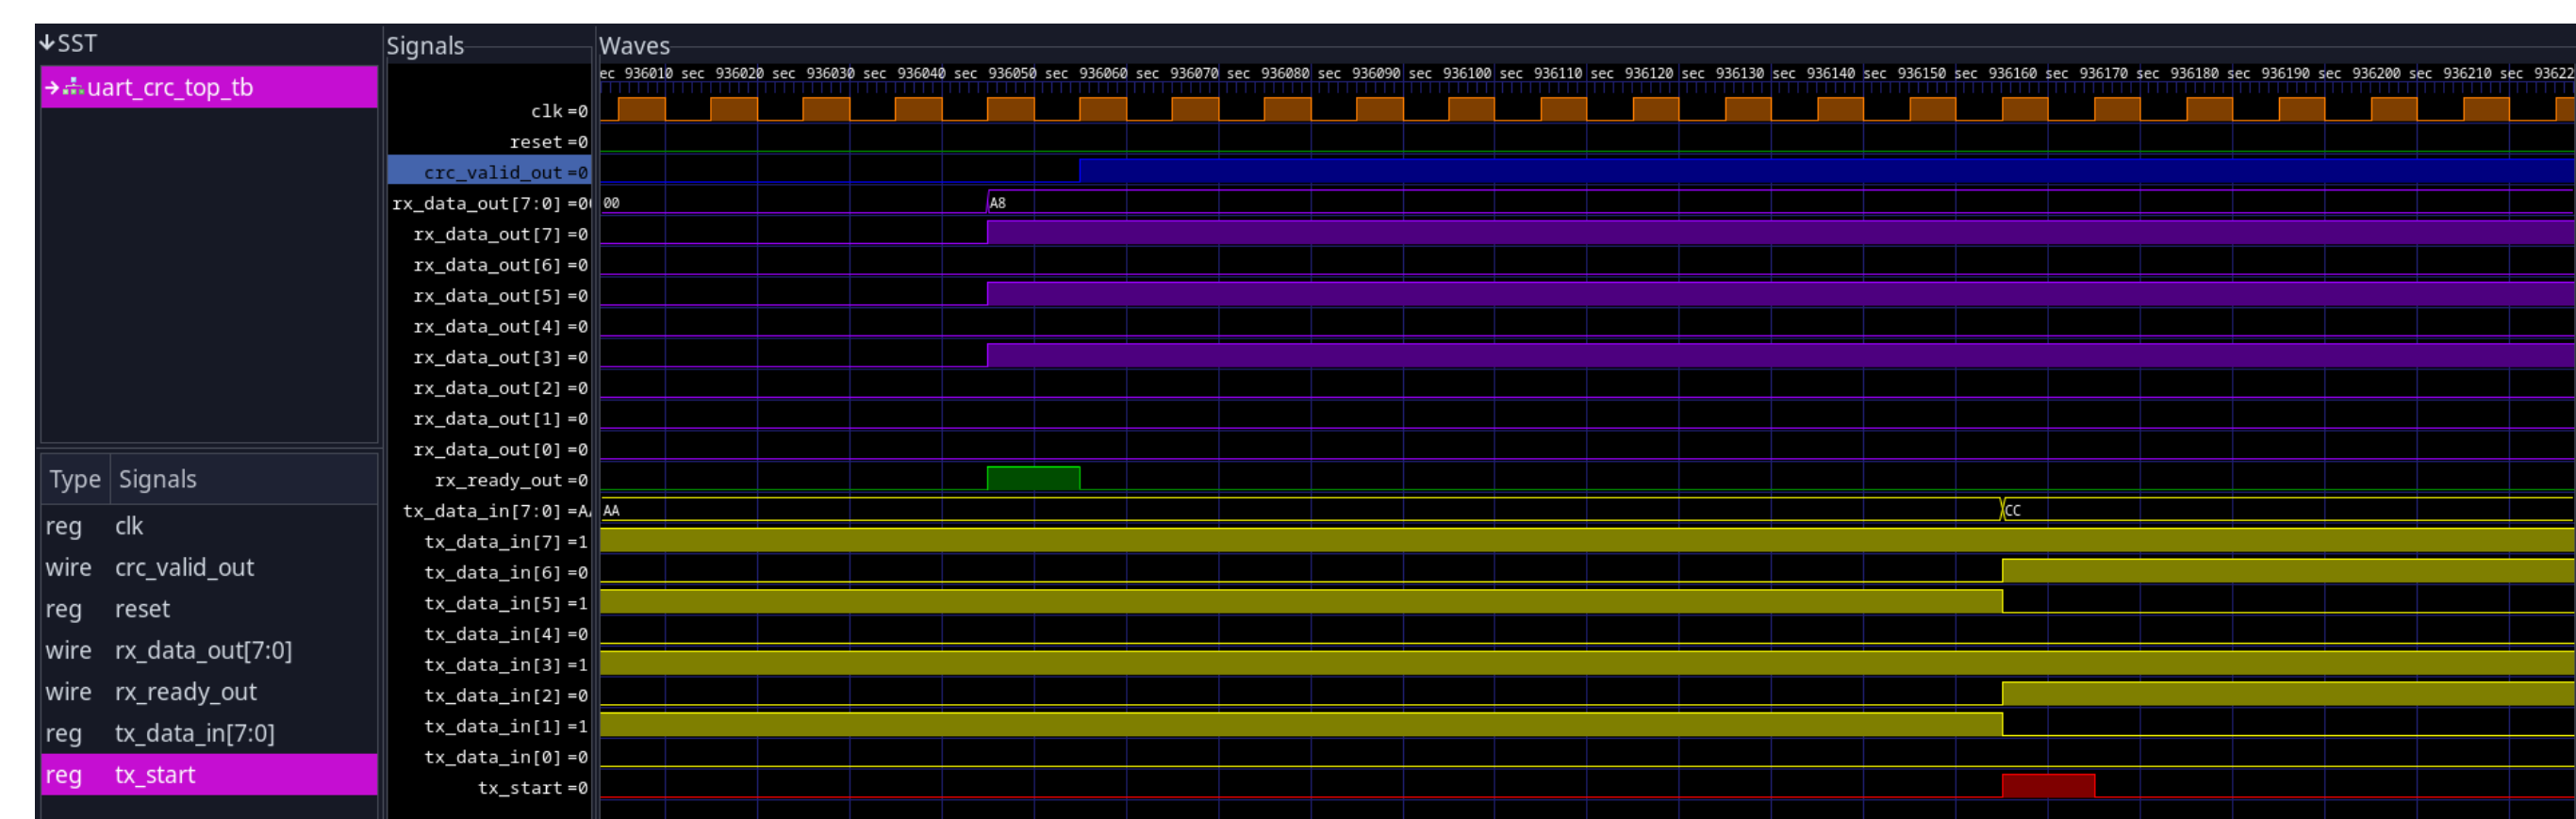 SST
uart_crc_top_tb
Type Signals
reg clk
wire crc_valid_out
reg reset
wire rx_data_out[7:0]
wire rx_ready_out
reg tx_data_in[7:0]
reg tx_start
Signals
clk=0
reset=0
crc_valid_out=0
rx_data_out[7:0]=00
rx_data_out[7]=0
rx_data_out[6]=0
rx_data_out[5]=0
rx_data_out[4]=0
rx_data_out[3]=0
rx_data_out[2]=0
rx_data_out[1]=0
rx_data_out[0]=0
rx_ready_out=0
tx_data_in[7:0]=AA
tx_data_in[7]=1
tx_data_in[6]=0
tx_data_in[5]=1
tx_data_in[4]=0
tx_data_in[3]=1
tx_data_in[2]=0
tx_data_in[1]=1
tx_data_in[0]=0
tx_start=0
Waves
ec 936010 sec 936020 sec 936030 sec 936040 sec 936050 sec 936060 sec 936070 sec 936080 sec 936090 sec 936100 sec 936110 sec 936120 sec 936130 sec 936140 sec 936150 sec 936160 sec 936170 sec 936180 sec 936190 sec 936200 sec 936210 sec 93622
00 A8
AA CC